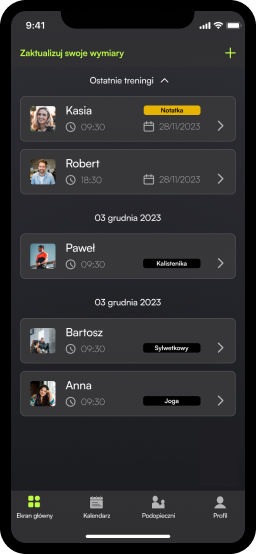 9:41
Zaktualizuj swoje wymiary
Ostatnie treningi
Kasia
Notatka
09:30
28/11/2023
Robert
18:30
28/11/2023
03 grudnia 2023
Paweł
09:30
Kalistenika
03 grudnia 2023
Bartosz
09:30
Sylwetkowy
Anna
09:30
Joga
Ekran główny
Kalendarz
Podopieczni
Profil